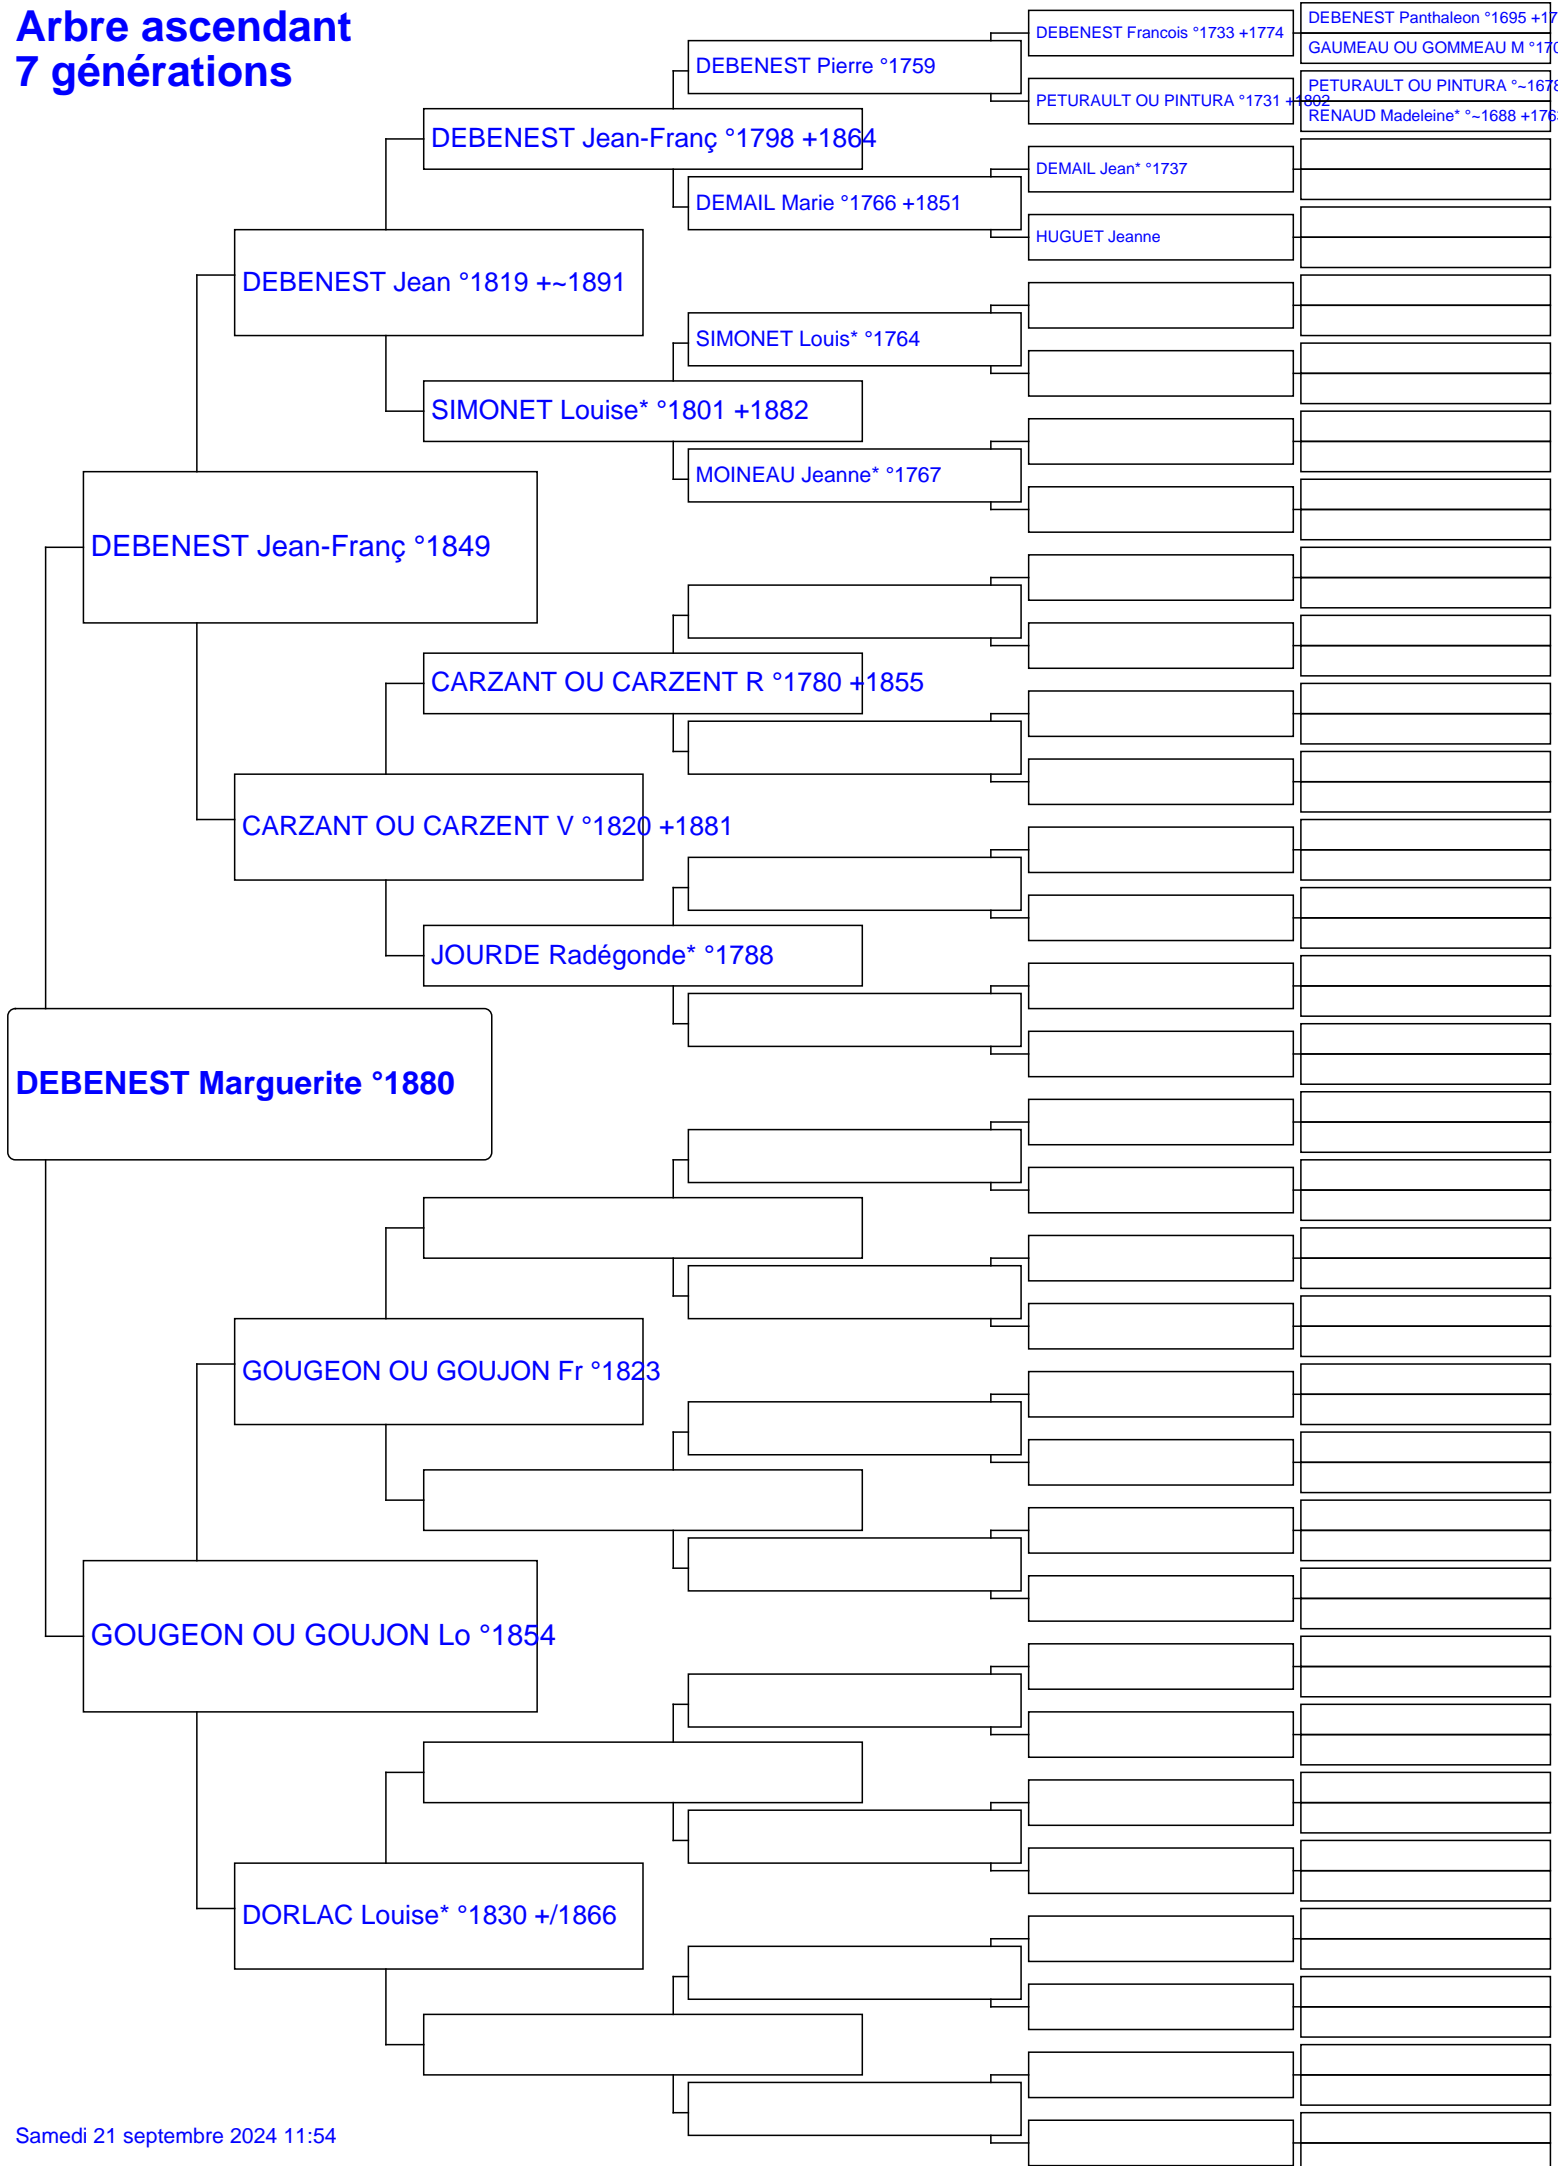 Arbre ascendant
7 générations
DEBENEST Panthaleon °1695 +17
DEBENEST Francois °1733 +1774
GAUMEAU OU GOMMEAU M °170
DEBENEST Pierre °1759
PETURAULT OU PINTURA °~1678
PETURAULT OU PINTURA °1731 +1802
RENAUD Madeleine* °~1688 +176
DEBENEST Jean-Franç °1798 +1864
DEMAIL Jean* °1737
DEMAIL Marie °1766 +1851
HUGUET Jeanne
DEBENEST Jean °1819 +~1891
SIMONET Louis* °1764
SIMONET Louise* °1801 +1882
MOINEAU Jeanne* °1767
DEBENEST Jean-Franç °1849
CARZANT OU CARZENT R °1780 +1855
CARZANT OU CARZENT V °1820 +1881
JOURDE Radégonde* °1788
DEBENEST Marguerite °1880
GOUGEON OU GOUJON Fr °1823
GOUGEON OU GOUJON Lo °1854
DORLAC Louise* °1830 +/1866
Samedi 21 septembre 2024 11:54